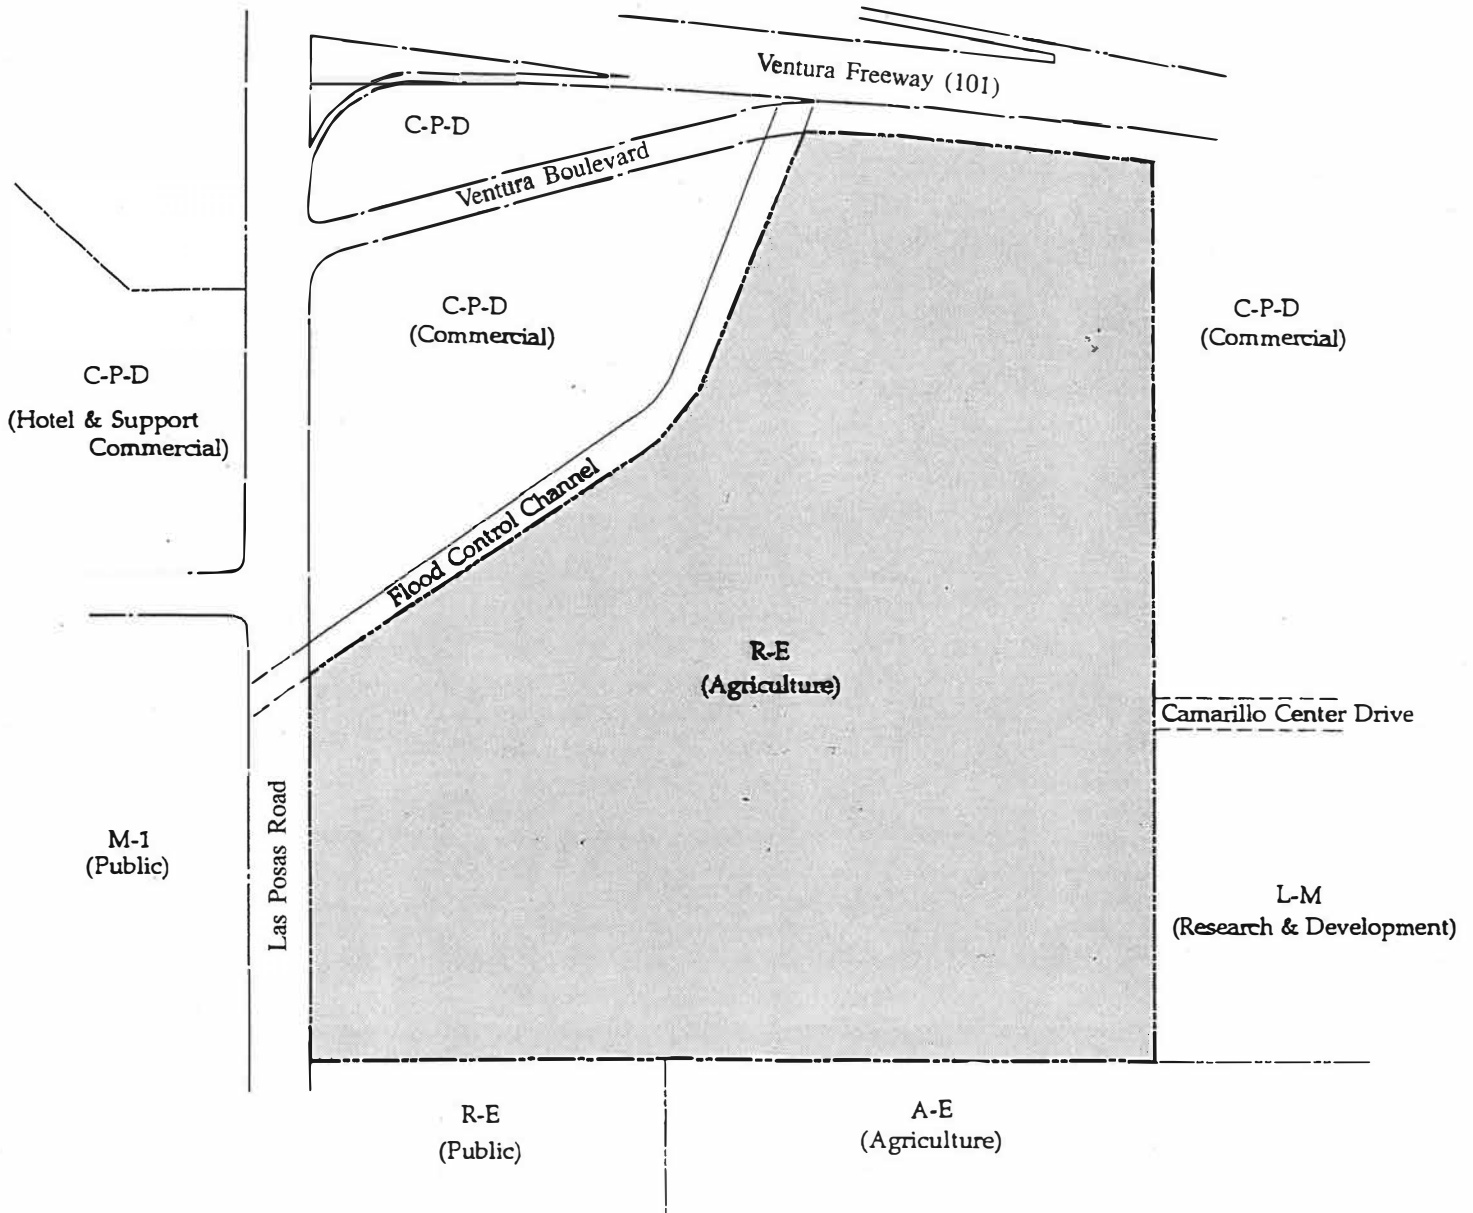 Ventura Freeway (101)
C-P-D
Ventura Boulevard
C-P-D
(Commercial)
C-P-D
(Commercial)
C-P-D
(Hotel & Support
Commercial)
Flood Control Channel
R-E
(Agriculture)
Camarillo Center Drive
Las Posas Road
M-1
(Public)
L-M
(Research & Development)
R-E
(Public)
A-E
(Agriculture)